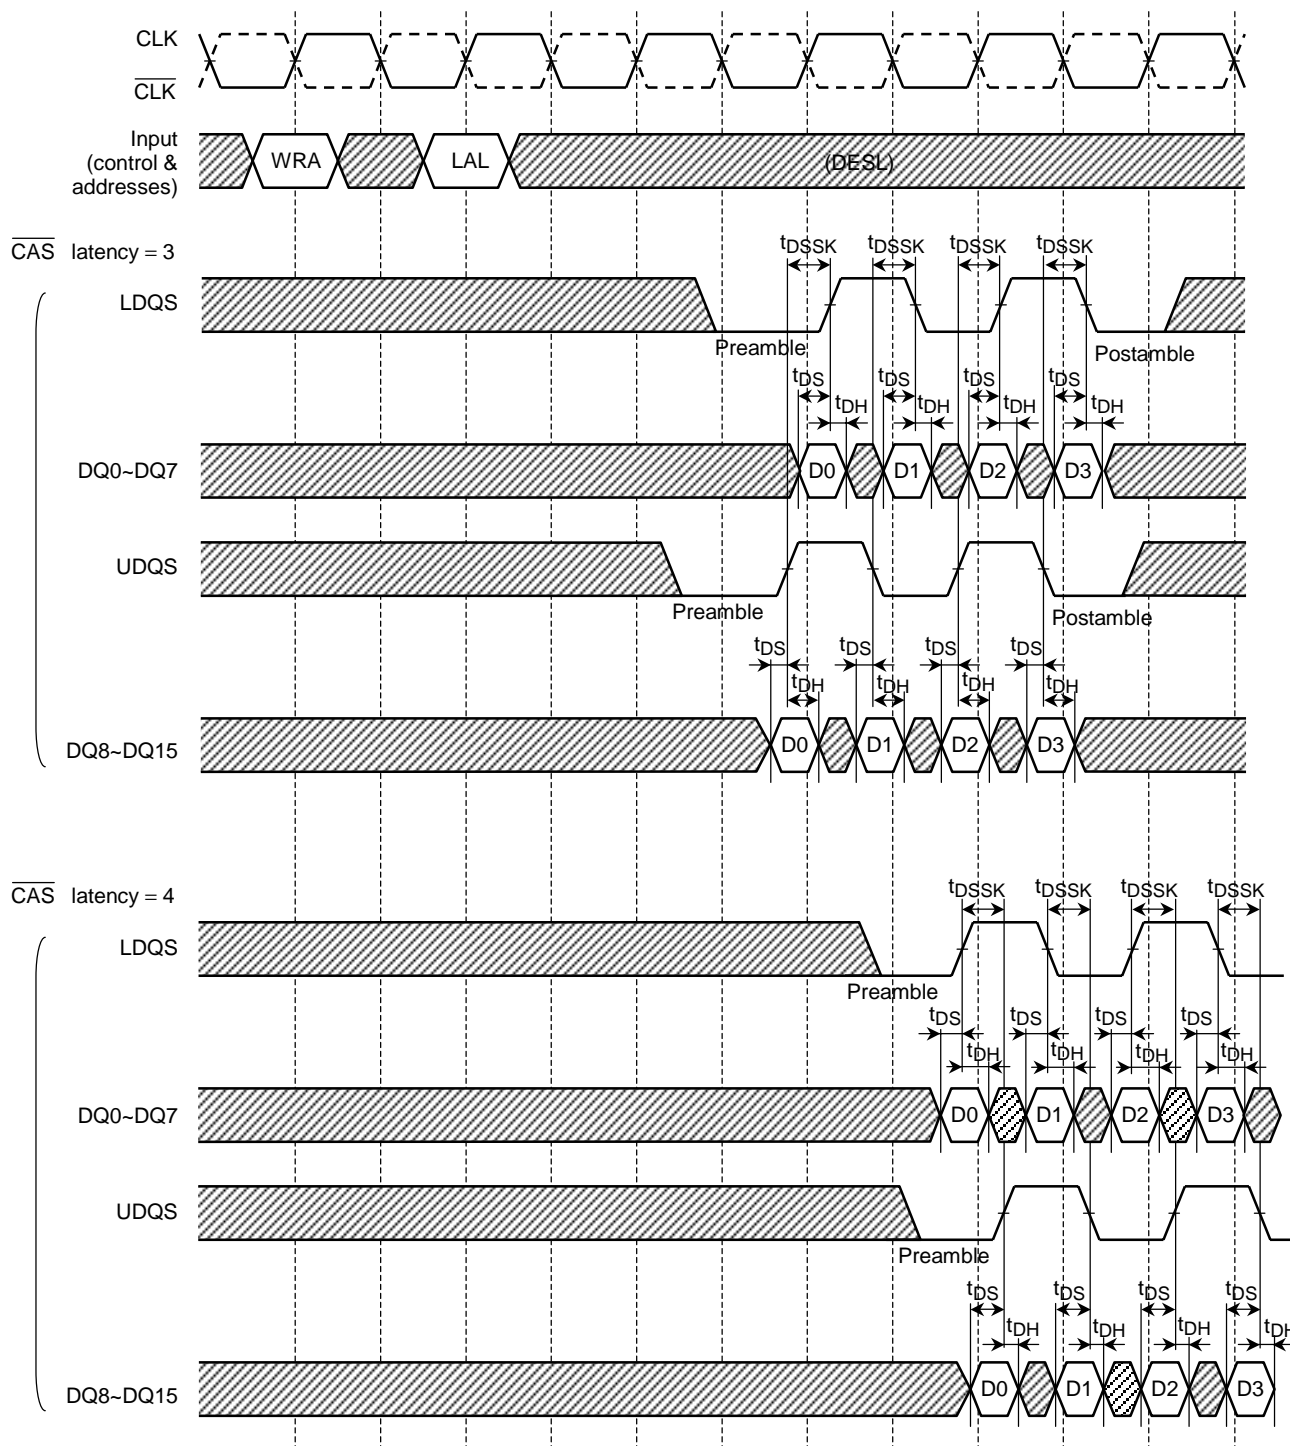 CLK
CLK
Input
(control &
addresses)
WRA
LAL
(DESL)
CAS latency = 3
tDSSK tDSSK tDSSK tDSSK
LDQS
Preamble
Postamble
tDS tDS tDS tDS
tDH tDH tDH tDH
DQ0~DQ7
D0 D1 D2 D3
UDQS
Preamble
Postamble
tDS tDS tDS tDS
tDH tDH tDH tDH
DQ8~DQ15
D0 D1 D2 D3
CAS latency = 4
tDSSK tDSSK tDSSK tDSSK
LDQS
Preamble
tDS tDS tDS tDS
tDH tDH tDH tDH
DQ0~DQ7
D0 D1 D2 D3
UDQS
Preamble
tDS tDS tDS tDS
tDH tDH tDH tDH
DQ8~DQ15
D0 D1 D2 D3